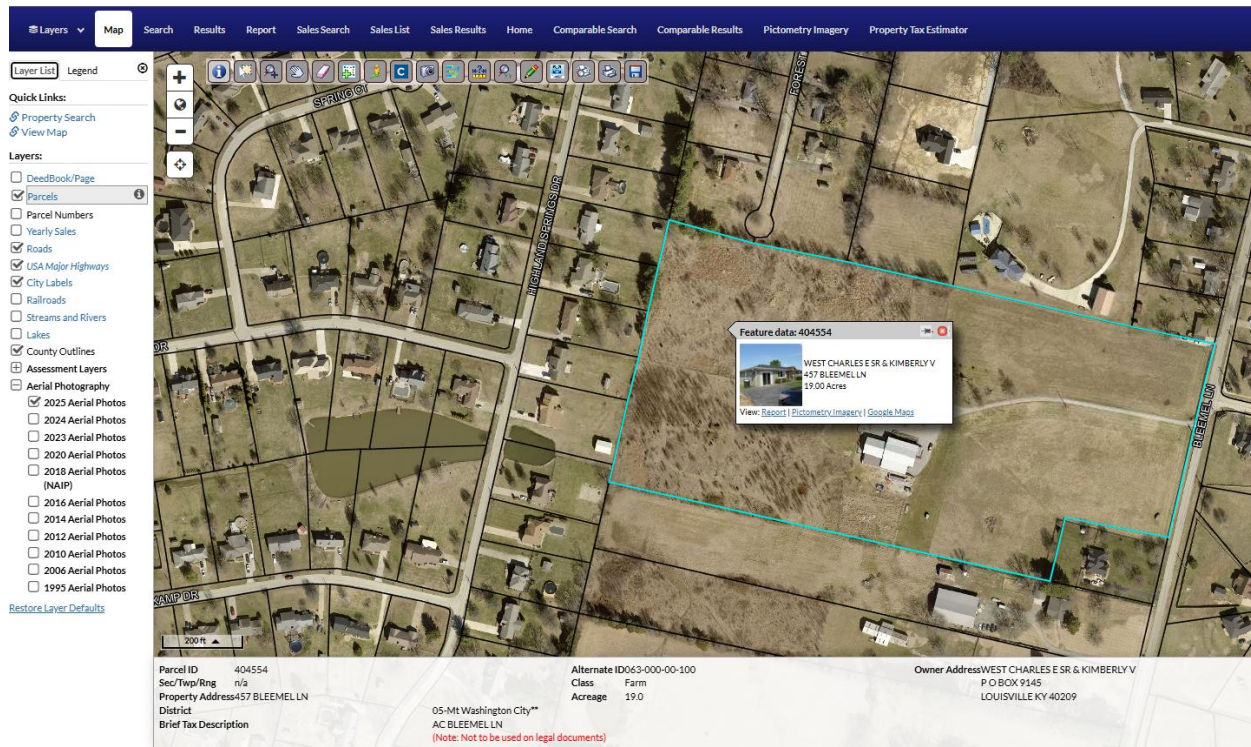 Layers
Map
Search
Results
Report
Sales Search
Sales List
Sales Results
Home
Comparable Search
Comparable Results
Pictometry Imagery
Property Tax Estimator
Layer List
Legend
Quick Links:
Property Search
View Map
Layers:
DeedBook/Page
Parcels
Parcel Numbers
Yearly Sales
Roads
USA Major Highways
City Labels
Railroads
Streams and Rivers
Lakes
County Outlines
Assessment Layers
Aerial Photography
2025 Aerial Photos
2024 Aerial Photos
2023 Aerial Photos
2020 Aerial Photos
2018 Aerial Photos
(NAIP)
2016 Aerial Photos
2014 Aerial Photos
2012 Aerial Photos
2010 Aerial Photos
2006 Aerial Photos
1995 Aerial Photos
Restore Layer Defaults
SPRING CT
FOREST
HIGHLAND SPRINGS DR
DR
KAMP DR
BLEEMEL LN
Feature data: 404554
WEST CHARLES E SR & KIMBERLY V
457 BLEEMEL LN
19.00 Acres
View: Report | Pictometry Imagery | Google Maps
200 ft
Parcel ID 404554
Sec/Twp/Rng n/a
Property Address 457 BLEEMEL LN
District 05-Mt Washington City**
Brief Tax Description AC BLEEMEL LN
(Note: Not to be used on legal documents)
Alternate ID 063-000-00-100
Class Farm
Acreage 19.0
Owner Address WEST CHARLES E SR & KIMBERLY V
P O BOX 9145
LOUISVILLE KY 40209